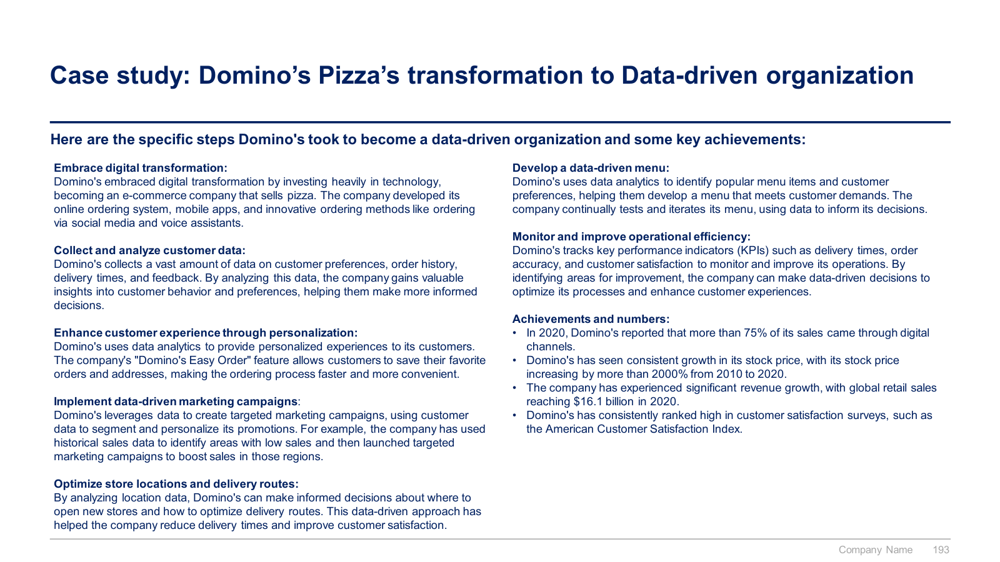 Case study: Domino’s Pizza’s transformation to Data-driven organization
Here are the specific steps Domino's took to become a data-driven organization and some key achievements:
Embrace digital transformation:
Domino's embraced digital transformation by investing heavily in technology,
becoming an e-commerce company that sells pizza. The company developed its
online ordering system, mobile apps, and innovative ordering methods like ordering
via social media and voice assistants.
Collect and analyze customer data:
Domino's collects a vast amount of data on customer preferences, order history,
delivery times, and feedback. By analyzing this data, the company gains valuable
insights into customer behavior and preferences, helping them make more informed
decisions.
Enhance customer experience through personalization:
Domino's uses data analytics to provide personalized experiences to its customers.
The company's "Domino's Easy Order" feature allows customers to save their favorite
orders and addresses, making the ordering process faster and more convenient.
Implement data-driven marketing campaigns:
Domino's leverages data to create targeted marketing campaigns, using customer
data to segment and personalize its promotions. For example, the company has used
historical sales data to identify areas with low sales and then launched targeted
marketing campaigns to boost sales in those regions.
Optimize store locations and delivery routes:
By analyzing location data, Domino's can make informed decisions about where to
open new stores and how to optimize delivery routes. This data-driven approach has
helped the company reduce delivery times and improve customer satisfaction.
Develop a data-driven menu:
Domino's uses data analytics to identify popular menu items and customer
preferences, helping them develop a menu that meets customer demands. The
company continually tests and iterates its menu, using data to inform its decisions.
Monitor and improve operational efficiency:
Domino's tracks key performance indicators (KPIs) such as delivery times, order
accuracy, and customer satisfaction to monitor and improve its operations. By
identifying areas for improvement, the company can make data-driven decisions to
optimize its processes and enhance customer experiences.
Achievements and numbers:
• In 2020, Domino's reported that more than 75% of its sales came through digital
channels.
• Domino's has seen consistent growth in its stock price, with its stock price
increasing by more than 2000% from 2010 to 2020.
• The company has experienced significant revenue growth, with global retail sales
reaching $16.1 billion in 2020.
• Domino's has consistently ranked high in customer satisfaction surveys, such as
the American Customer Satisfaction Index.
Company Name 193